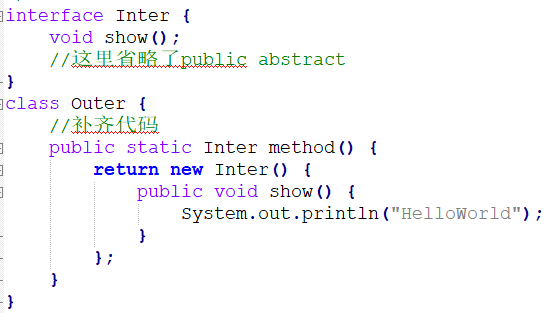 interface Inter {
    void show();
    //这里省略了public abstract
}
class Outer {
    //补齐代码
    public static Inter method() {
        return new Inter() {
            public void show() {
                System.out.println("HelloWorld");
            }
        };
    }
}